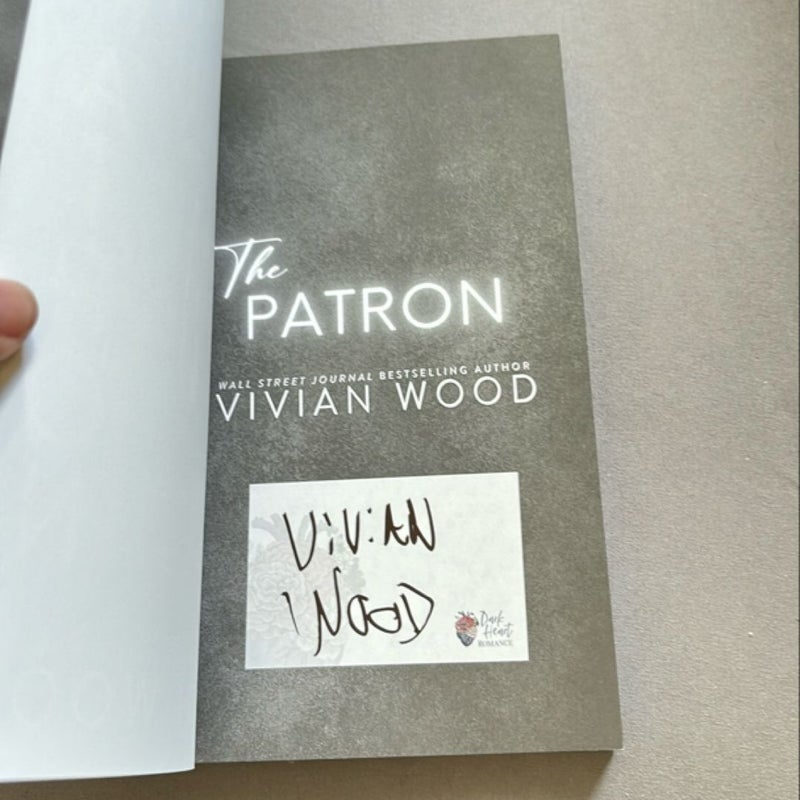 The
PATRON
WALL STREET JOURNAL BESTSELLING AUTHOR
VIVIAN WOOD
ViViAN
WOOD
Dark
Heart
ROMANCE